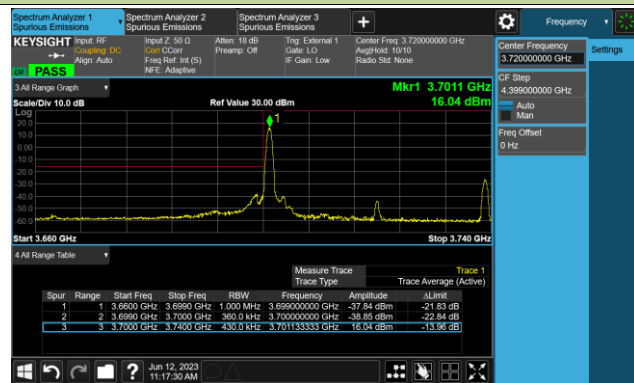 Spectrum Analyzer 1
Spurious Emissions
Spectrum Analyzer 2
Spurious Emissions
Spectrum Analyzer 3
Spurious Emissions
+
Frequency
KEYSIGHT
Input: RF
Coupling: DC
Align: Auto
Input Z: 50 Ω
Corr CCorr
Freq Ref: Int (S)
NFE: Adaptive
Atten: 18 dB
Preamp: Off
Trig: External 1
Gate: LO
IF Gain: Low
Center Freq: 3.720000000 GHz
Avg|Hold: 10/10
Radio Std: None
PASS
Center Frequency
3.720000000 GHz
Settings
CF Step
4.399000000 GHz
Auto
Man
Freq Offset
0 Hz
3 All Range Graph
Mkr1 3.7011 GHz
Scale/Div 10.0 dB
Ref Value 30.00 dBm
16.04 dBm
Log
20.0
10.0
0.00
-10.0
-20.0
-30.0
-40.0
-50.0
-60.0
1
Start 3.660 GHz
Stop 3.740 GHz
4 All Range Table
Measure Trace Trace 1
Trace Type Trace Average (Active)
Spur Range Start Freq Stop Freq RBW Frequency Amplitude ΔLimit
1 1 3.6600 GHz 3.6990 GHz 1.000 MHz 3.699000000 GHz -37.84 dBm -21.83 dB
2 2 3.6990 GHz 3.7000 GHz 360.0 kHz 3.700000000 GHz -38.85 dBm -22.84 dB
3 3 3.7000 GHz 3.7400 GHz 430.0 kHz 3.701133333 GHz 16.04 dBm -13.96 dB
?
Jun 12, 2023
11:17:30 AM